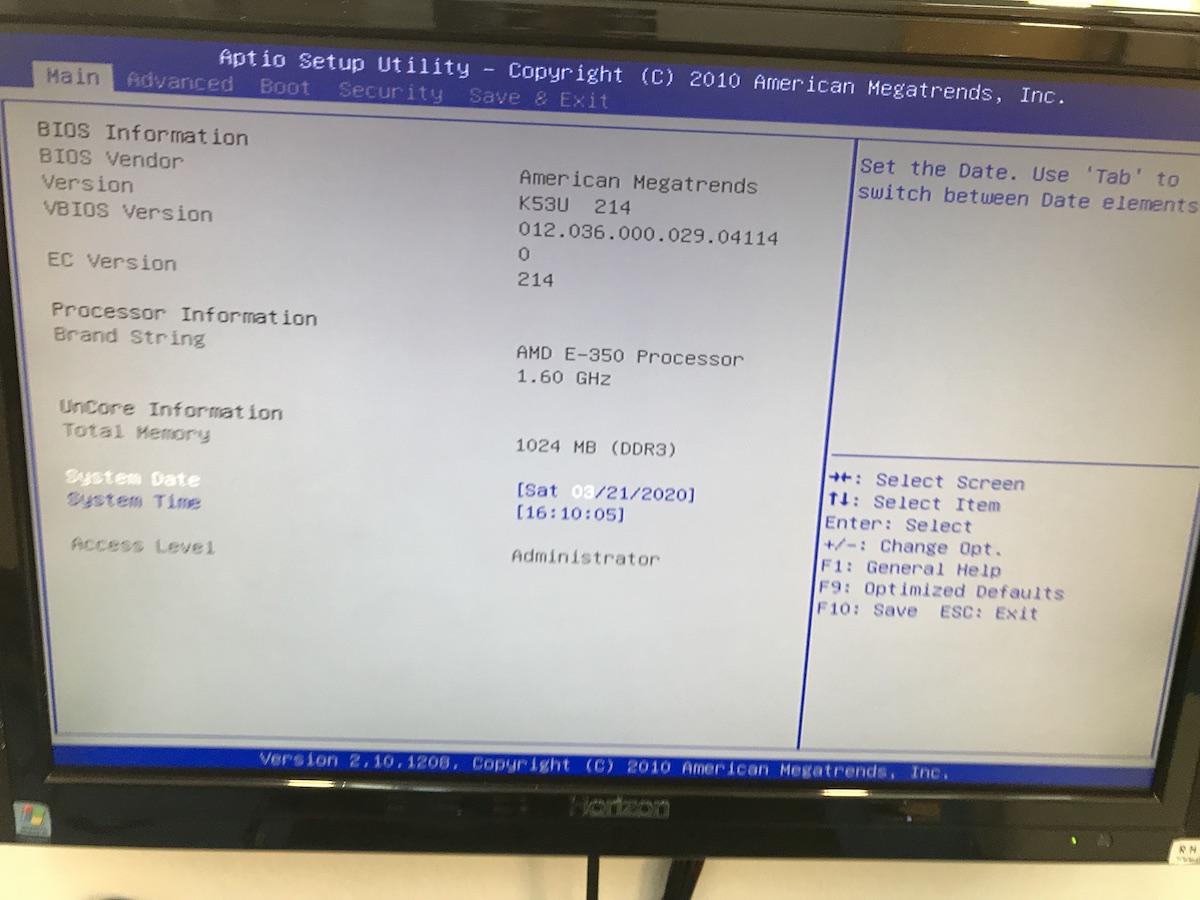 Aptio Setup Utility - Copyright (C) 2010 American Megatrends, Inc.
Main Advanced Boot Security Save & Exit
BIOS Information
BIOS Vendor American Megatrends
Version K53U 214
VBIOS Version 012.036.000.029.04114
0
EC Version 214
Processor Information
Brand String AMD E-350 Processor
1.60 GHz
UnCore Information
Total Memory 1024 MB (DDR3)
System Date [Sat 03/21/2020]
System Time [16:10:05]
Access Level Administrator
Set the Date. Use 'Tab' to
switch between Date elements
→←: Select Screen
↑↓: Select Item
Enter: Select
+/-: Change Opt.
F1: General Help
F9: Optimized Defaults
F10: Save ESC: Exit
Version 2.10.1208. Copyright (C) 2010 American Megatrends, Inc.
Horizon